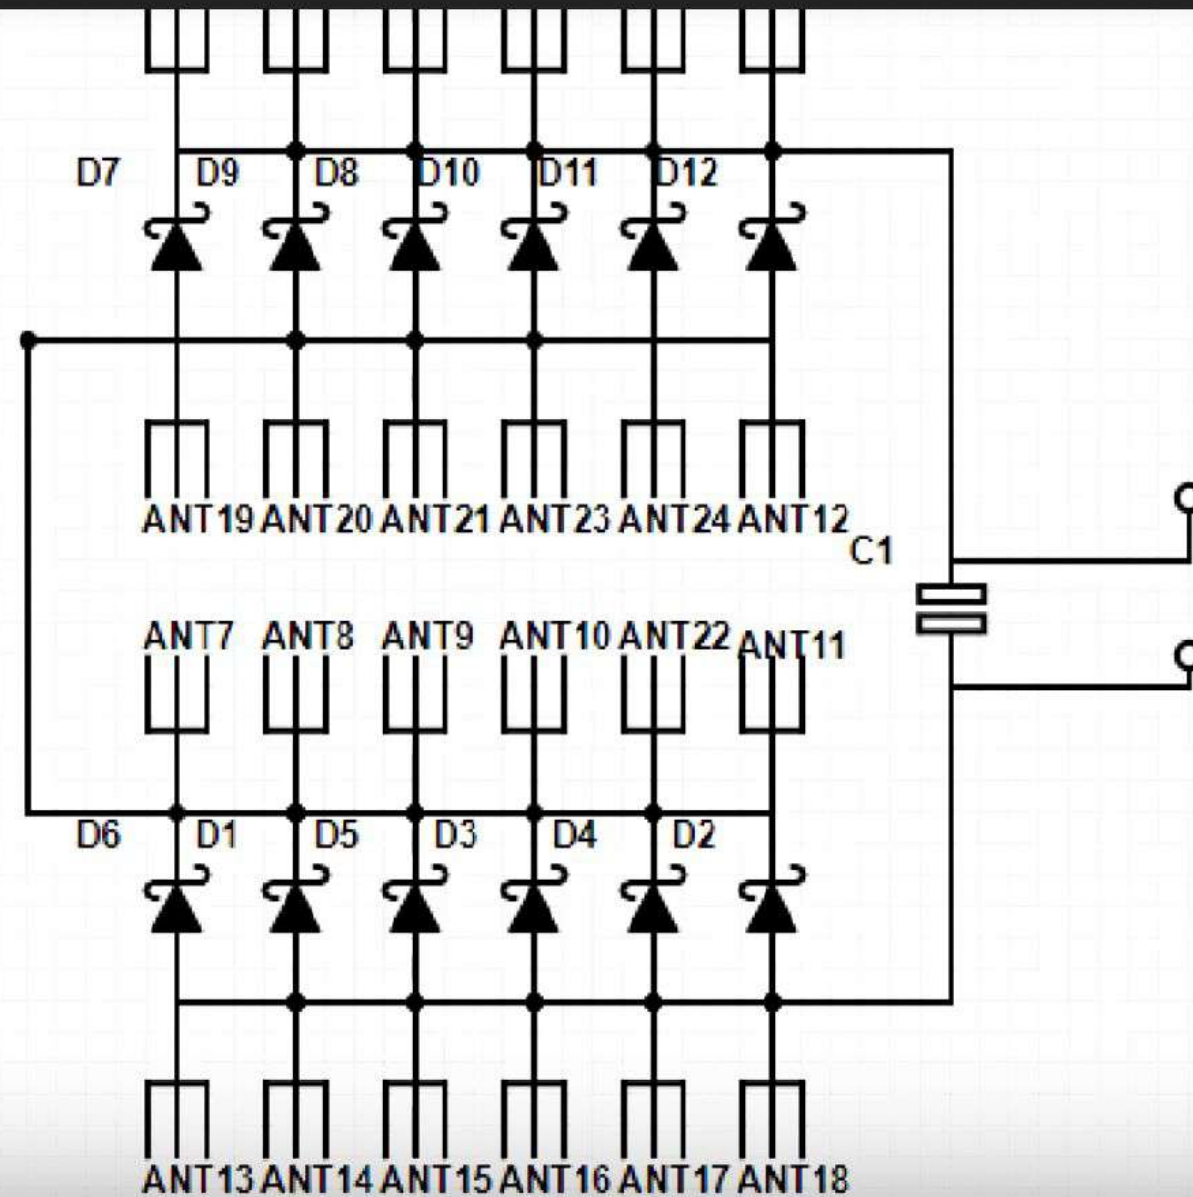 D7 D9 D8 D10 D11 D12
ANT19 ANT20 ANT21 ANT23 ANT24 ANT12
C1
ANT7 ANT8 ANT9 ANT10 ANT22 ANT11
D6 D1 D5 D3 D4 D2
ANT13 ANT14 ANT15 ANT16 ANT17 ANT18